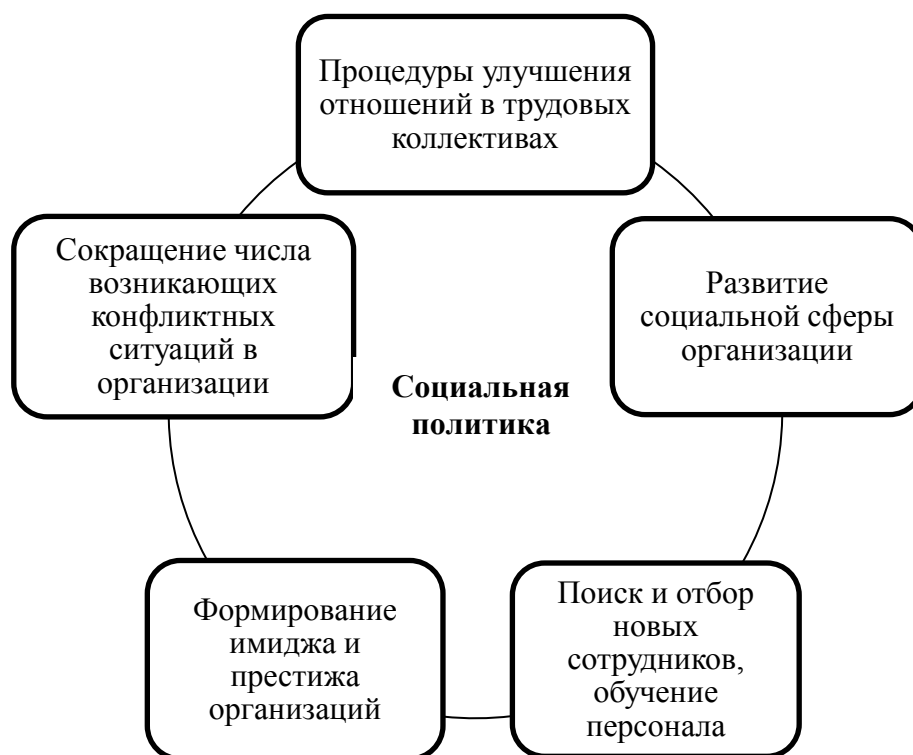 Процедуры улучшения
отношений в трудовых
коллективах
Сокращение числа
возникающих
конфликтных
ситуаций в
организации
Развитие
социальной сферы
организации
Социальная
политика
Формирование
имиджа и
престижа
организаций
Поиск и отбор
новых
сотрудников,
обучение
персонала